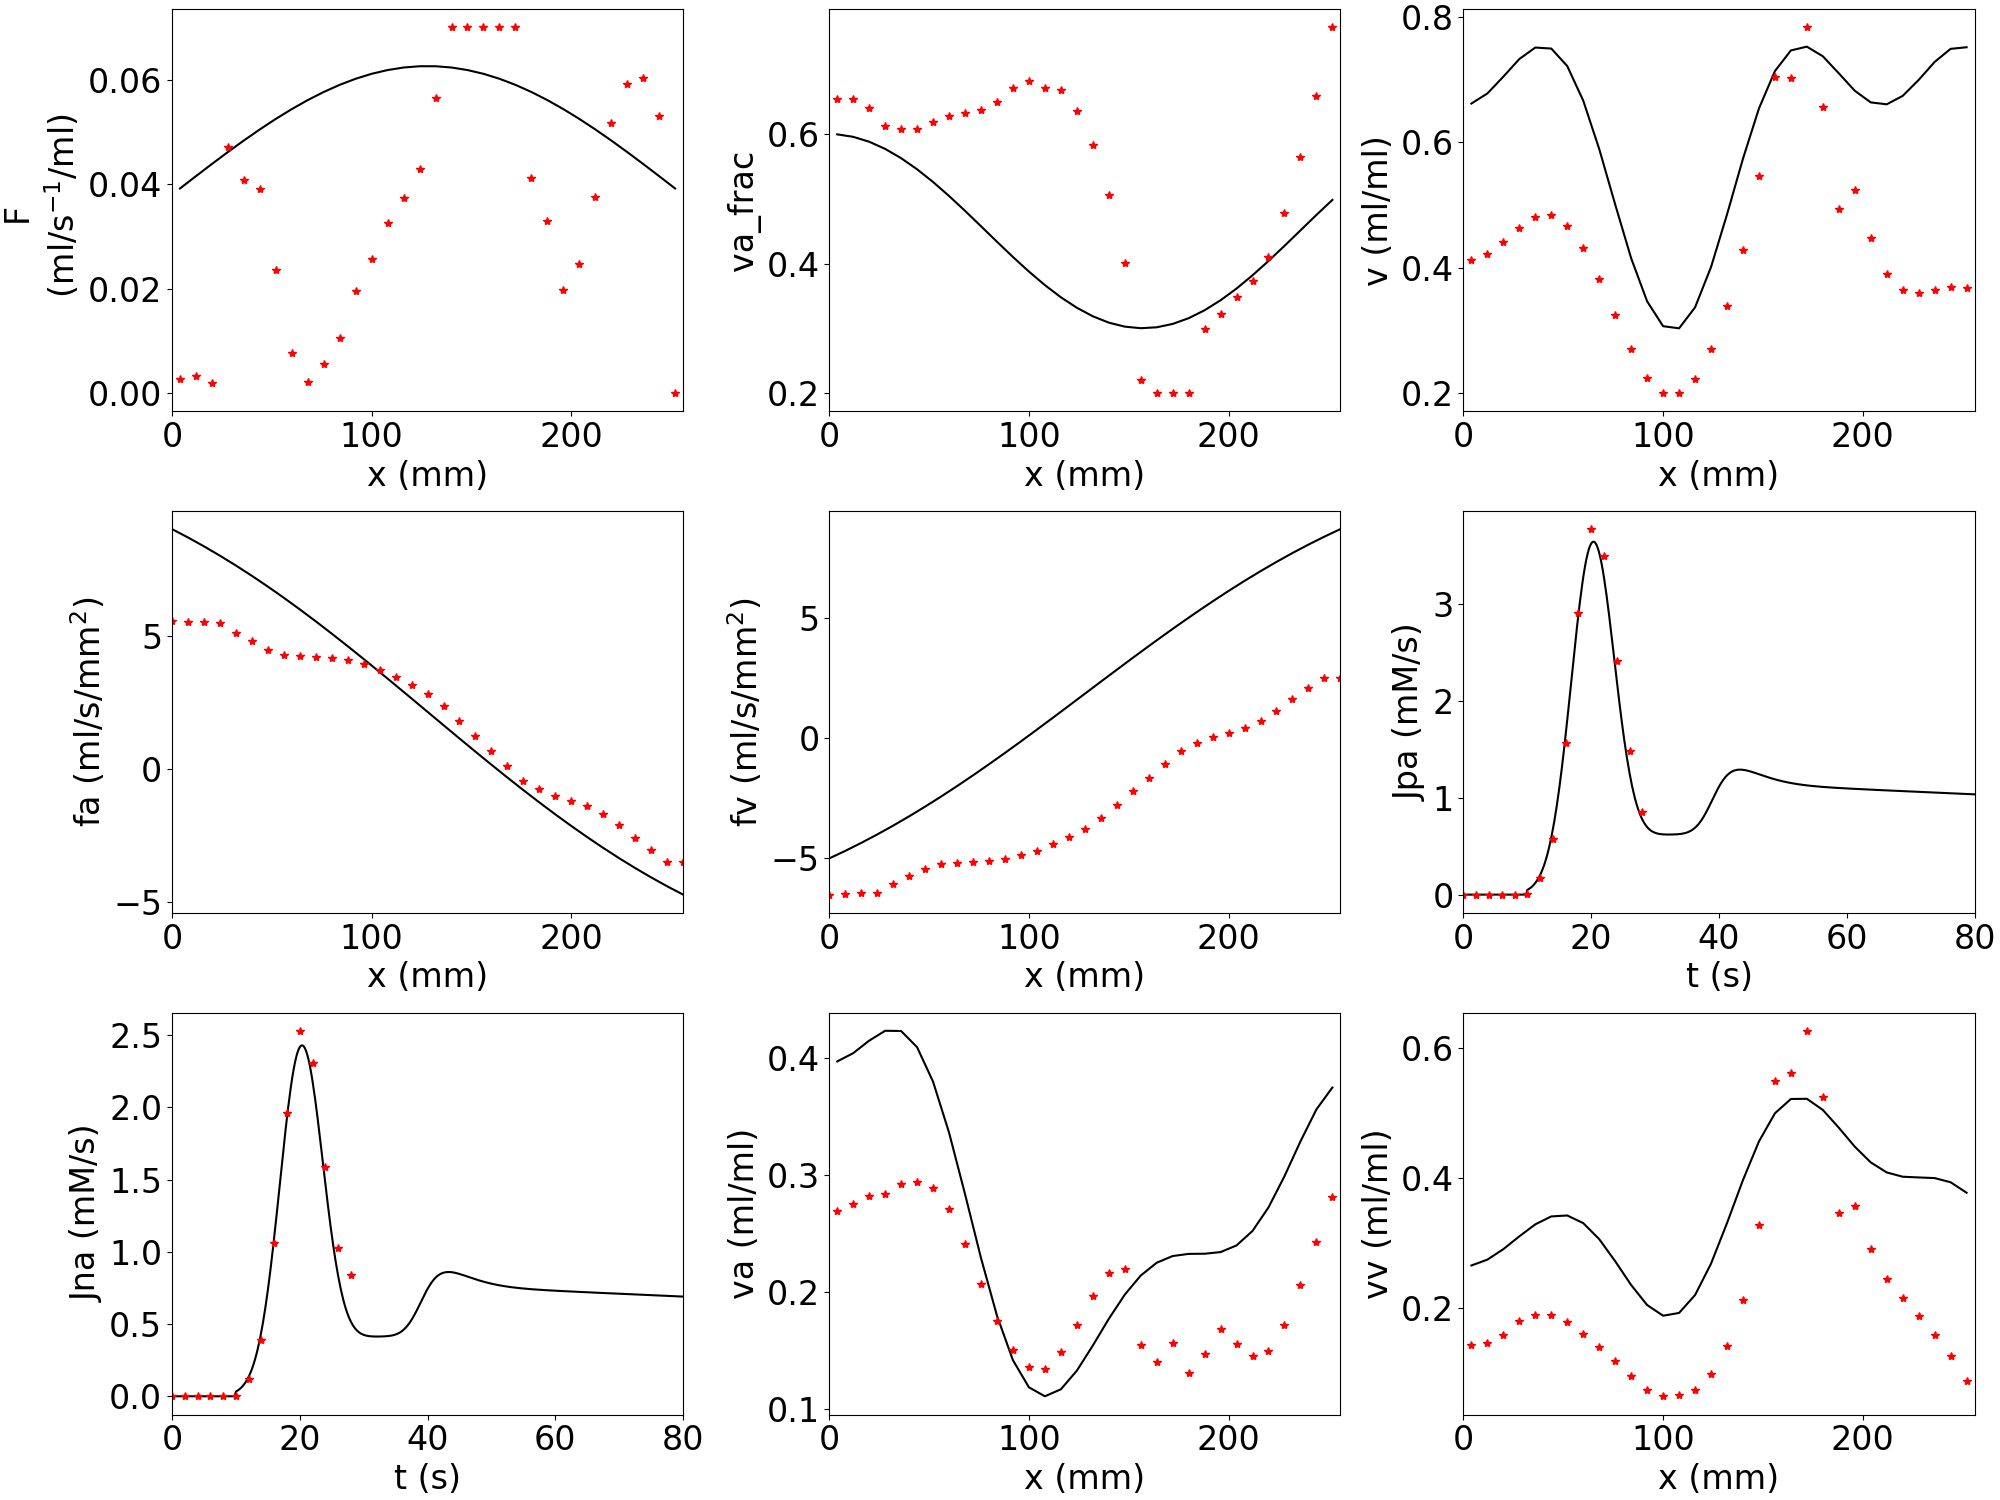 F
(ml/s⁻¹/ml)
0.06
0.04
0.02
0.00
0 100 200
x (mm)
va_frac
0.6
0.4
0.2
0 100 200
x (mm)
v (ml/ml)
0.8
0.6
0.4
0.2
0 100 200
x (mm)
fa (ml/s/mm²)
5
0
−5
0 100 200
x (mm)
fv (ml/s/mm²)
5
0
−5
0 100 200
x (mm)
Jpa (mM/s)
3
2
1
0
0 20 40 60 80
t (s)
Jna (mM/s)
2.5
2.0
1.5
1.0
0.5
0.0
0 20 40 60 80
t (s)
va (ml/ml)
0.4
0.3
0.2
0.1
0 100 200
x (mm)
vv (ml/ml)
0.6
0.4
0.2
0 100 200
x (mm)